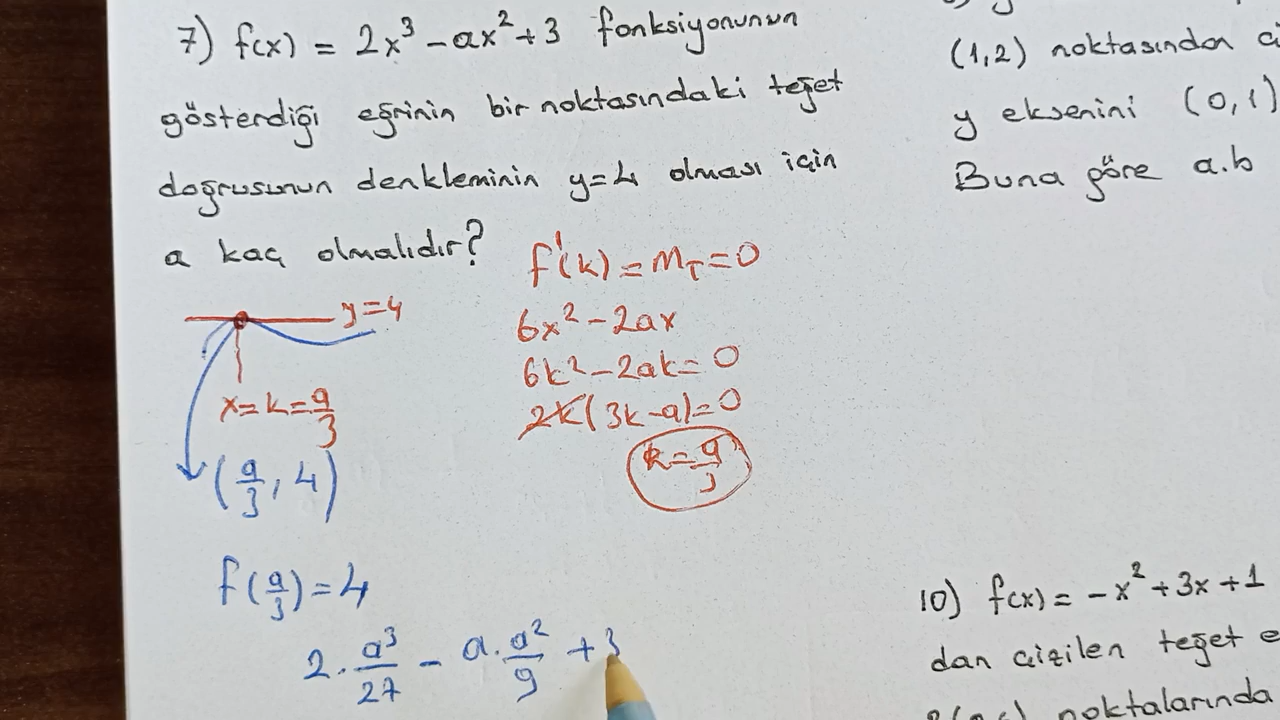 7) f(x) = 2x³ - ax² + 3 fonksiyonunun
gösterdiği eğrinin bir noktasındaki teğet
doğrusunun denkleminin y=4 olması için
a kaç olmalıdır?
f'(k) = m_T = 0
y=4
6x² - 2ax
6k² - 2ak = 0
x = k = a/3
2k(3k-a) = 0
k = a/3
(a/3, 4)
f(a/3) = 4
2 · a³/27 - a · a²/9 + 3
(1,2) noktasından
y eksenini (0,1)
Buna göre a.b
10) f(x) = -x² + 3x + 1
dan çizilen teğet e
noktalarında